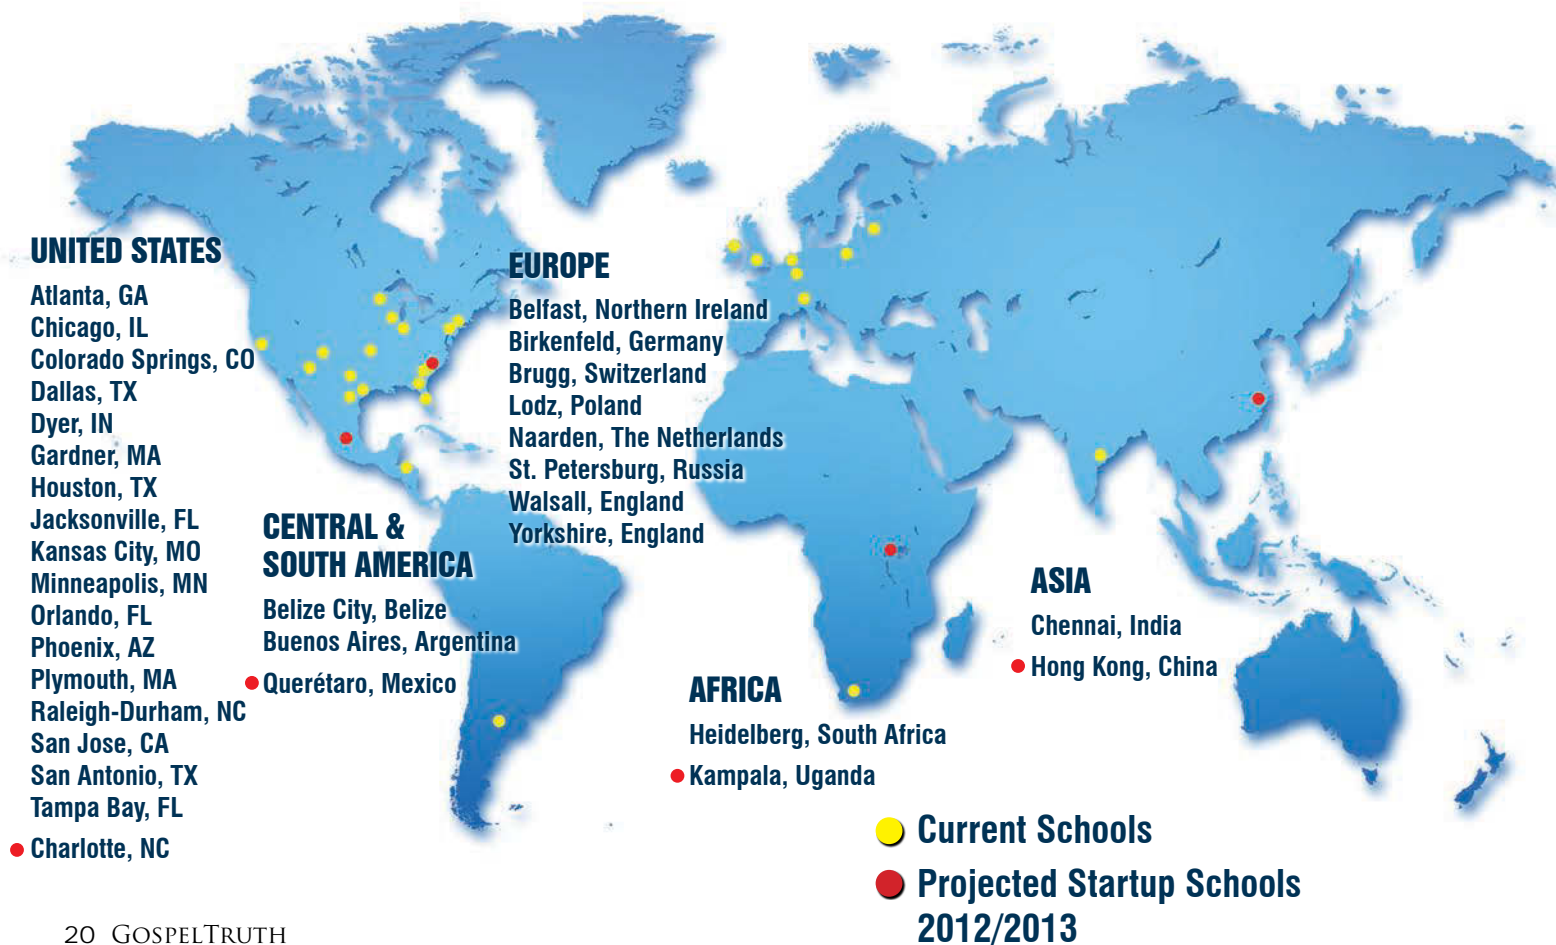 UNITED STATES
Atlanta, GA
Chicago, IL
Colorado Springs, CO
Dallas, TX
Dyer, IN
Gardner, MA
Houston, TX
Jacksonville, FL
Kansas City, MO
Minneapolis, MN
Orlando, FL
Phoenix, AZ
Plymouth, MA
Raleigh-Durham, NC
San Jose, CA
San Antonio, TX
Tampa Bay, FL
Charlotte, NC
CENTRAL &
SOUTH AMERICA
Belize City, Belize
Buenos Aires, Argentina
Querétaro, Mexico
EUROPE
Belfast, Northern Ireland
Birkenfeld, Germany
Brugg, Switzerland
Lodz, Poland
Naarden, The Netherlands
St. Petersburg, Russia
Walsall, England
Yorkshire, England
AFRICA
Heidelberg, South Africa
Kampala, Uganda
ASIA
Chennai, India
Hong Kong, China
Current Schools
Projected Startup Schools
2012/2013
20 GOSPELTRUTH